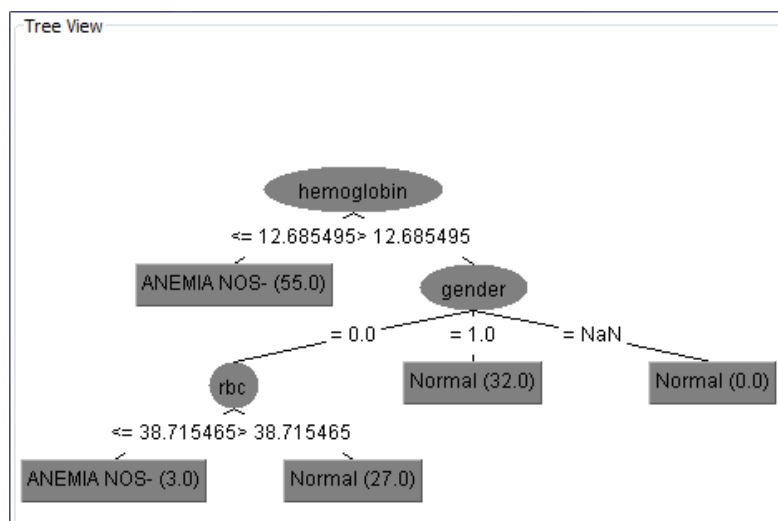 Tree View
hemoglobin
<= 12.685495> 12.685495
ANEMIA NOS- (55.0)
gender
= 0.0
= 1.0
= NaN
rbc
Normal (32.0)
Normal (0.0)
<= 38.715465> 38.715465
ANEMIA NOS- (3.0)
Normal (27.0)